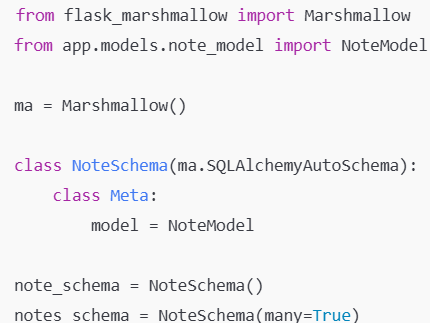 from flask_marshmallow import Marshmallow
from app.models.note_model import NoteModel
ma = Marshmallow()
class NoteSchema(ma.SQLAlchemyAutoSchema):
    class Meta:
        model = NoteModel
note_schema = NoteSchema()
notes_schema = NoteSchema(many=True)